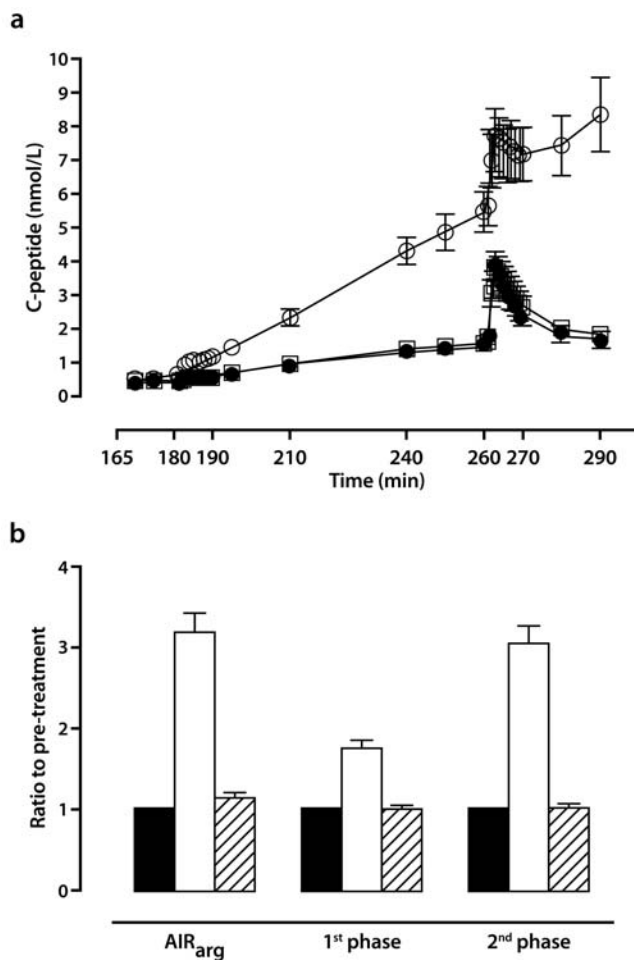 a
C-peptide (nmol/L)
10
9
8
7
6
5
4
3
2
1
0
165 180 190 210 240 260 270 290
Time (min)
b
Ratio to pre-treatment
4
3
2
1
0
AIRarg 1st phase 2nd phase